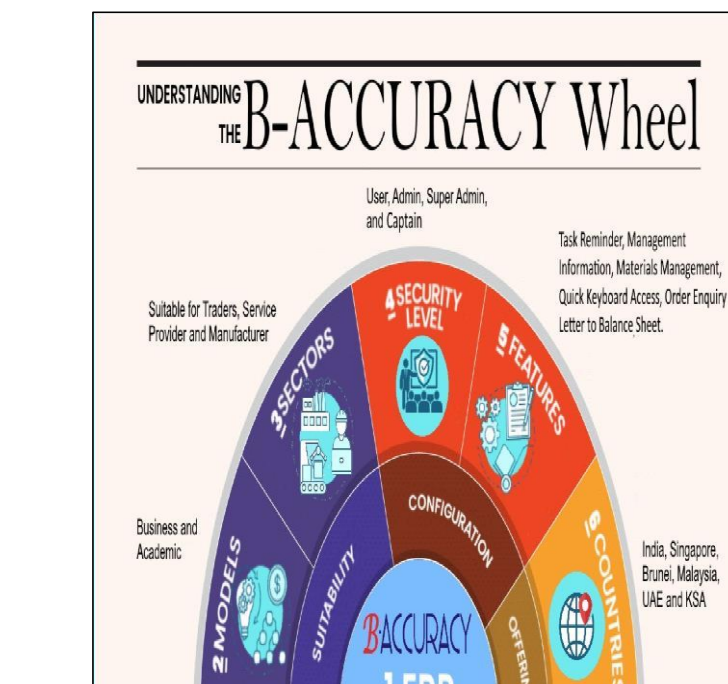 UNDERSTANDING
THE B-ACCURACY Wheel
User, Admin, Super Admin,
and Captain
Task Reminder, Management
Information, Materials Management,
Quick Keyboard Access, Order Enquiry
Letter to Balance Sheet.
Suitable for Traders, Service
Provider and Manufacturer
4 SECURITY
LEVEL
3 SECTORS
5 FEATURES
CONFIGURATION
Business and
Academic
2 MODELS
SUITABILITY
6 COUNTRIES
India, Singapore,
Brunei, Malaysia,
UAE and KSA
B-ACCURACY
1 ERP